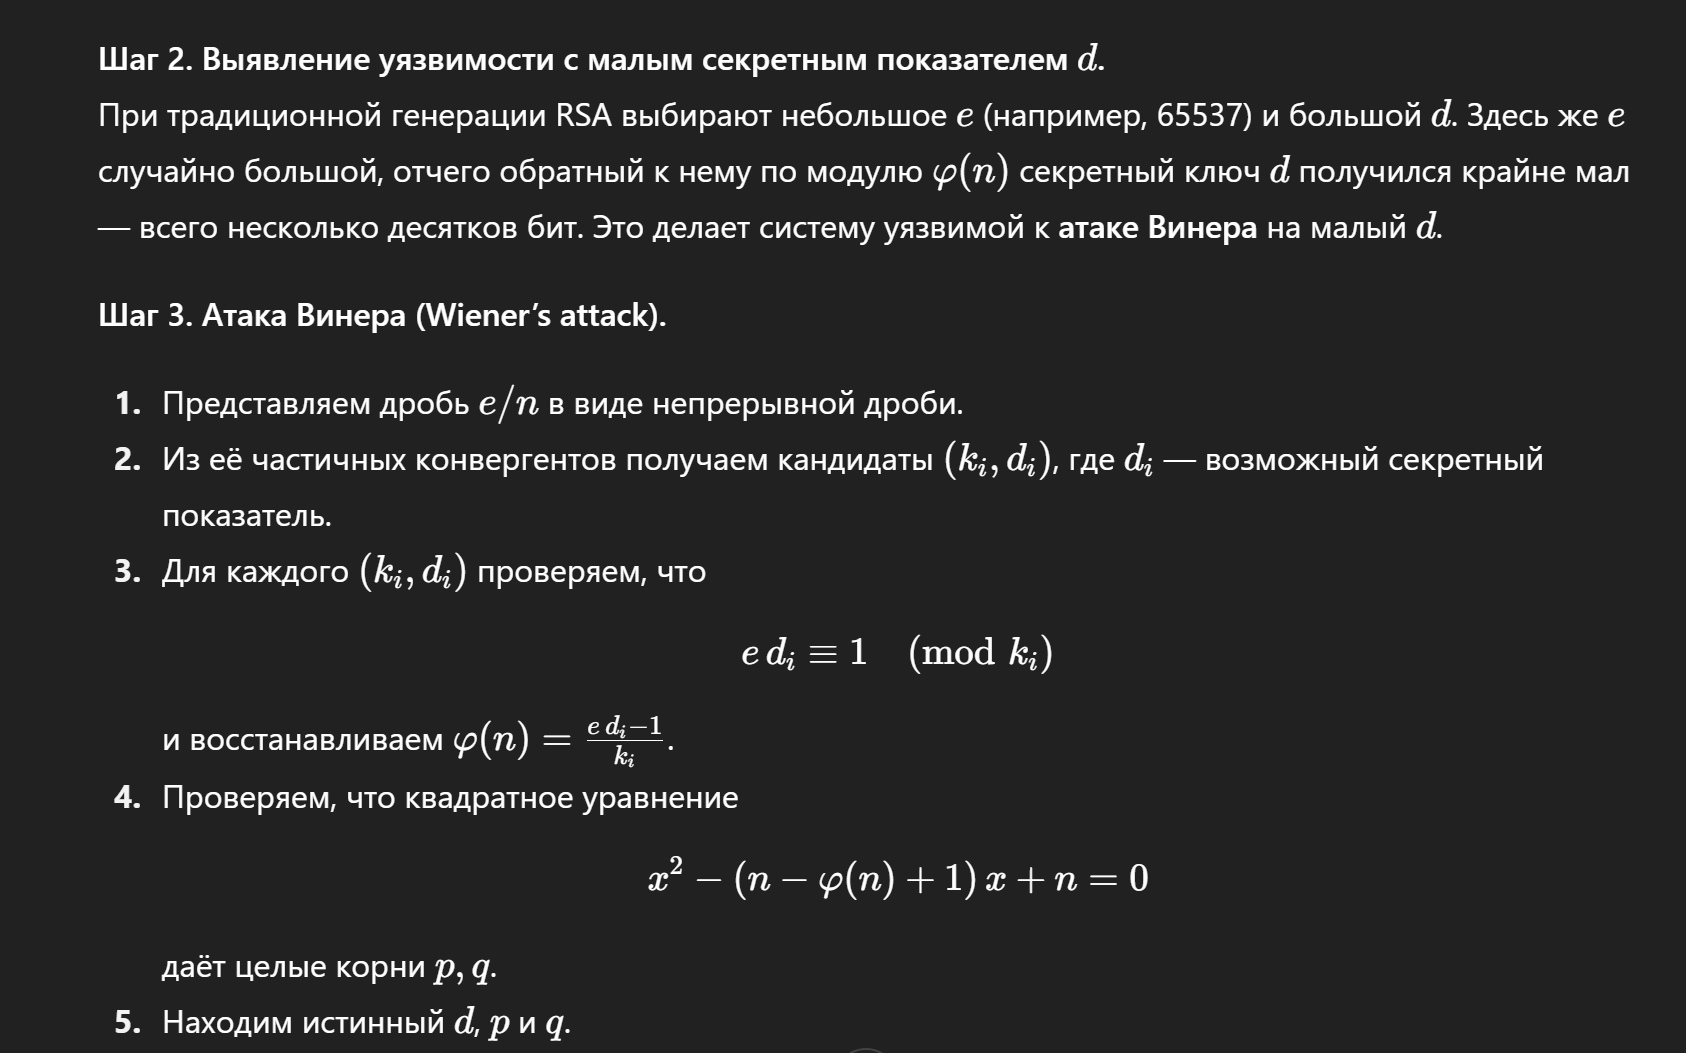 Шаг 2. Выявление уязвимости с малым секретным показателем d.
При традиционной генерации RSA выбирают небольшое e (например, 65537) и большой d. Здесь же e
случайно большой, отчего обратный к нему по модулю φ(n) секретный ключ d получился крайне мал
— всего несколько десятков бит. Это делает систему уязвимой к атаке Винера на малый d.
Шаг 3. Атака Винера (Wiener’s attack).
1. Представляем дробь e/n в виде непрерывной дроби.
2. Из её частичных конвергентов получаем кандидаты (k_i, d_i), где d_i — возможный секретный
показатель.
3. Для каждого (k_i, d_i) проверяем, что
e d_i ≡ 1 (mod k_i)
и восстанавливаем φ(n) = (e d_i − 1)/k_i.
4. Проверяем, что квадратное уравнение
x² − (n − φ(n) + 1) x + n = 0
даёт целые корни p, q.
5. Находим истинный d, p и q.